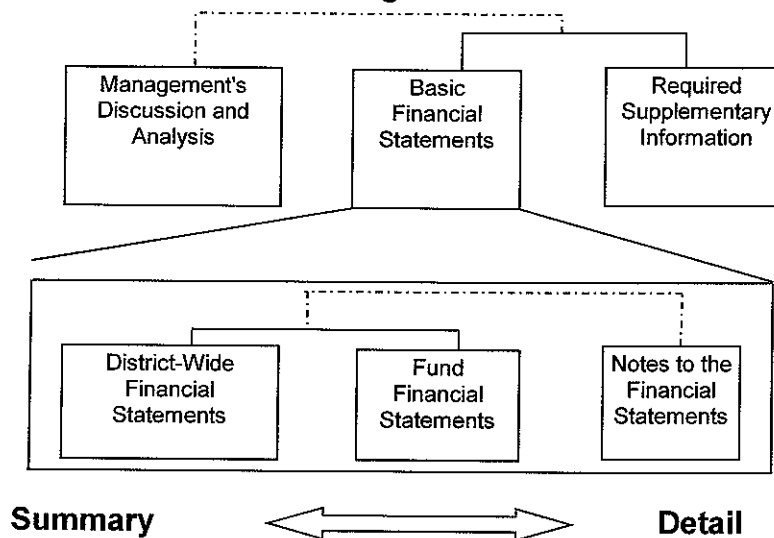 Management's
Discussion and
Analysis
Basic
Financial
Statements
Required
Supplementary
Information
District-Wide
Financial
Statements
Fund
Financial
Statements
Notes to the
Financial
Statements
Summary
Detail